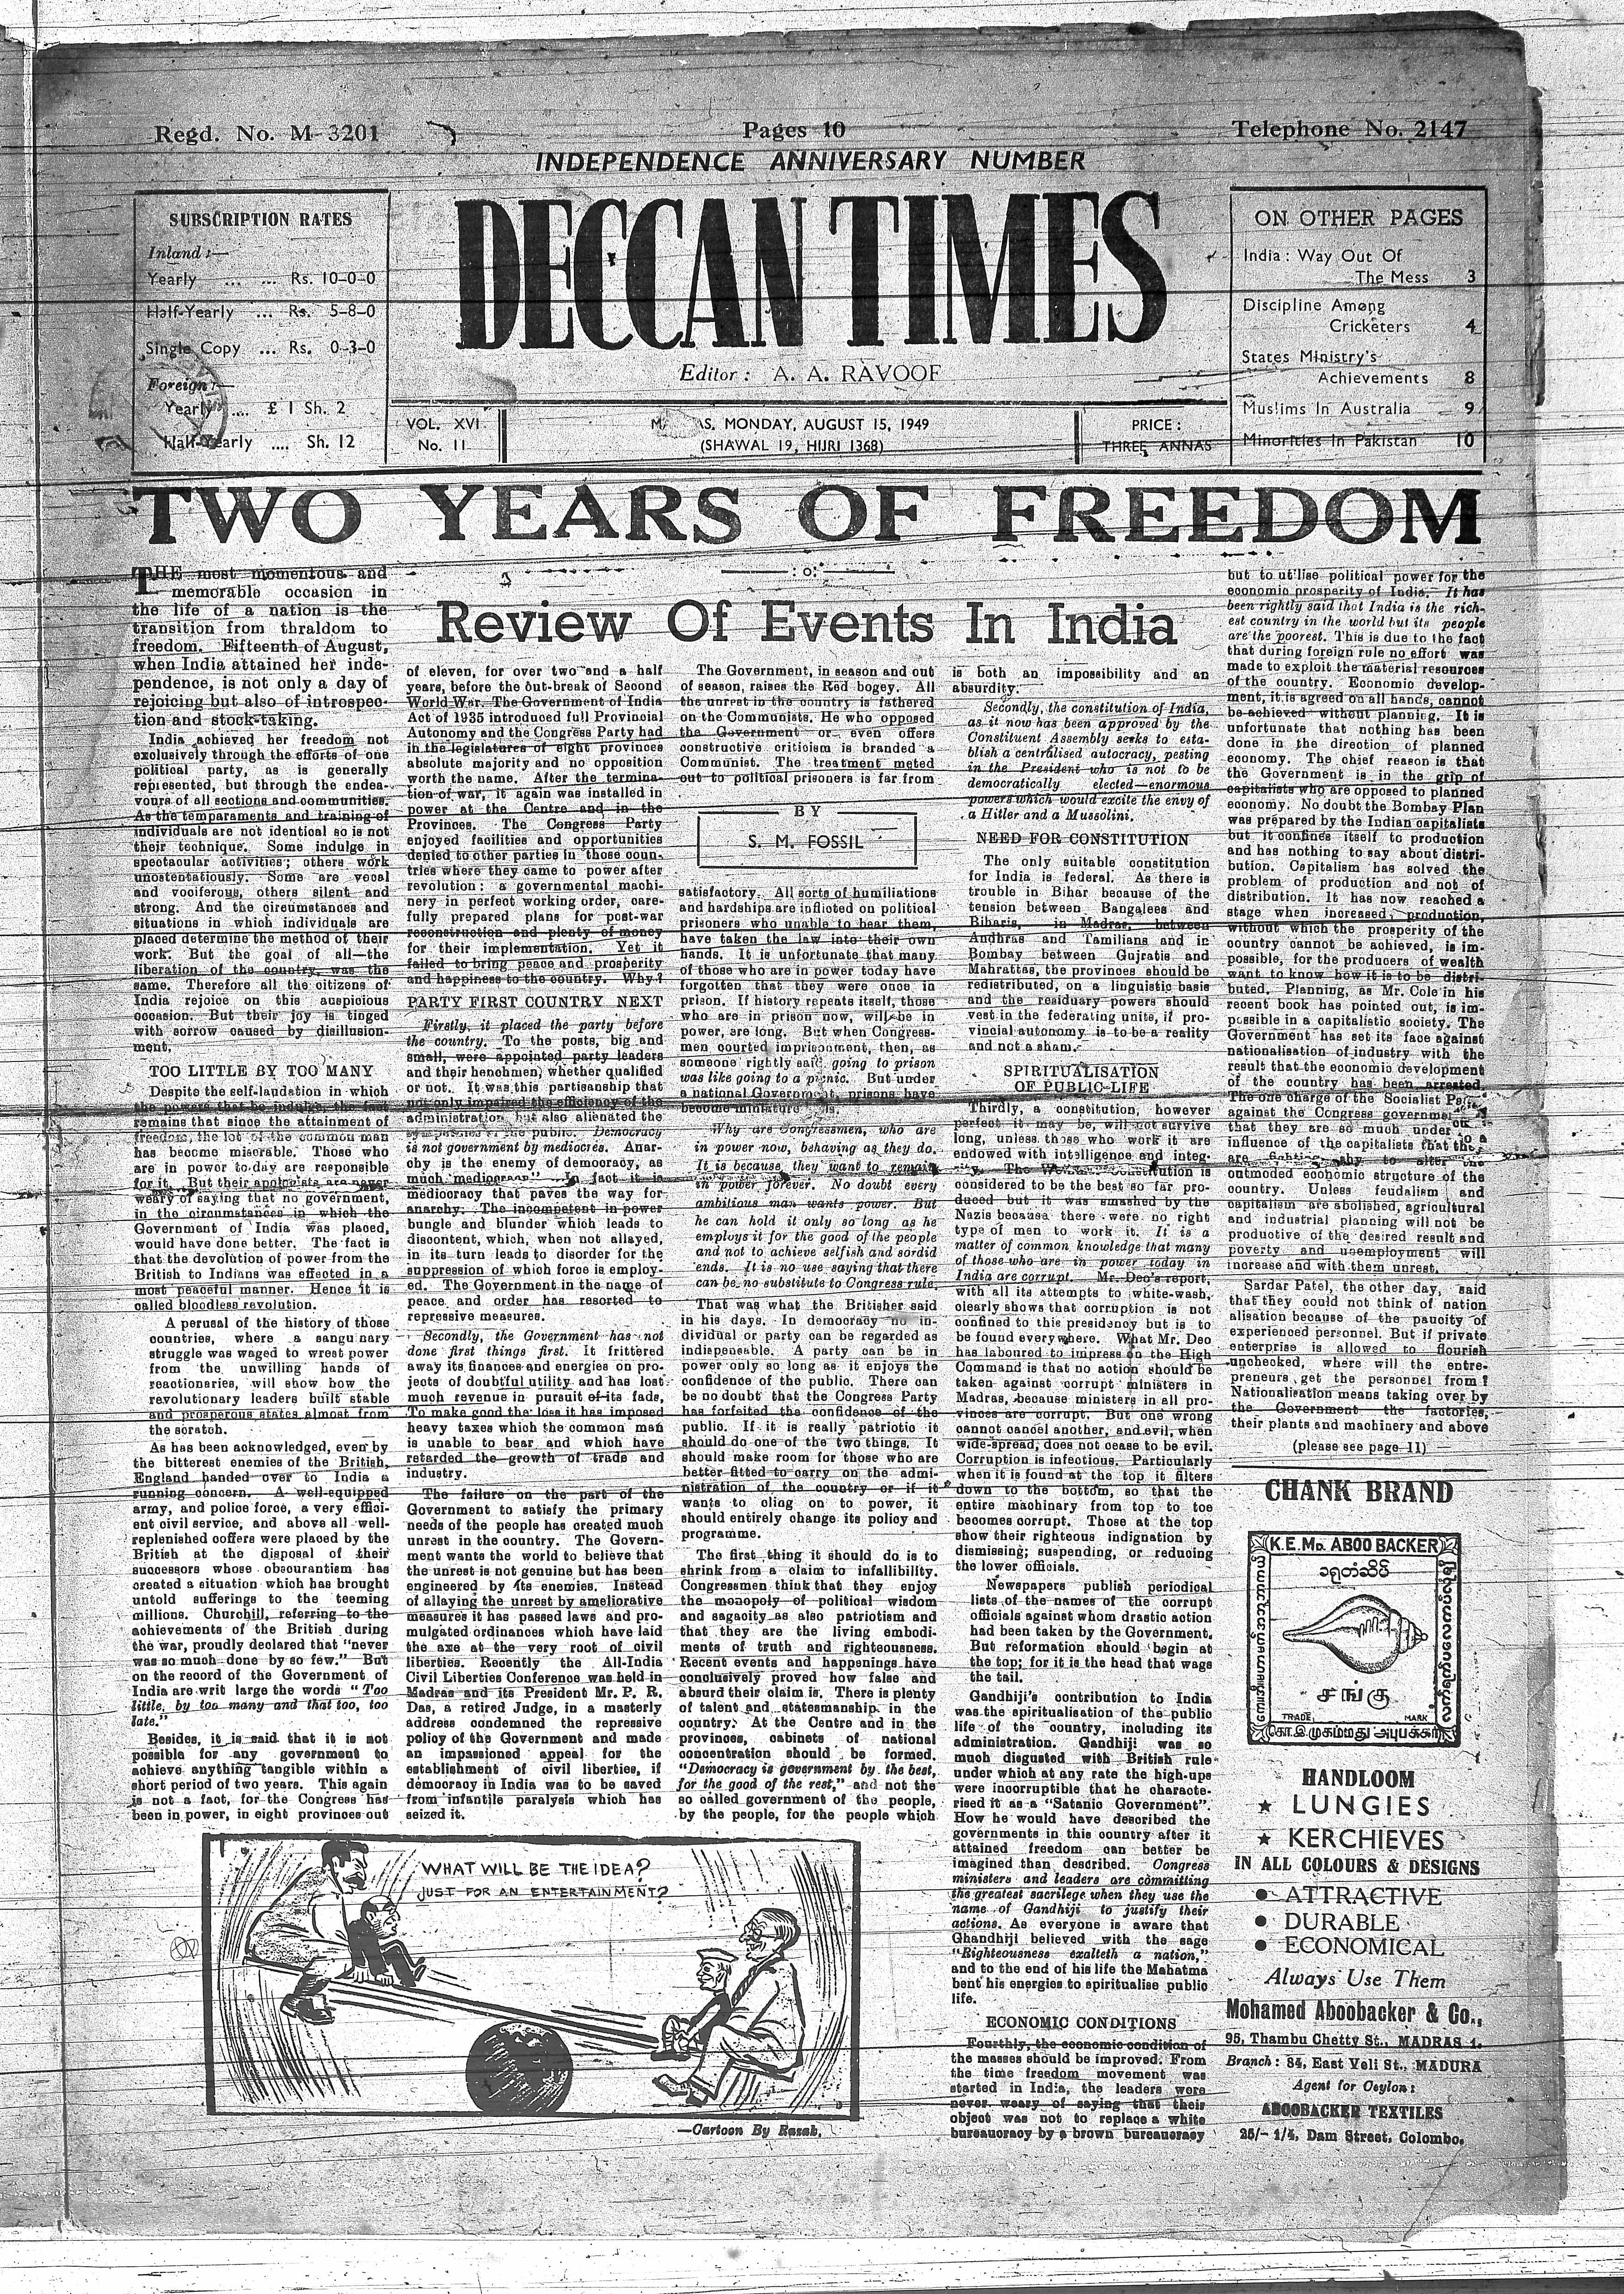 Regd. No. M 3201
Pages 10
Telephone No. 2147
INDEPENDENCE ANNIVERSARY NUMBER
DECCAN TIMES
Editor : A. A. RAVOOF
SUBSCRIPTION RATES
Inland :—
Yearly ... ... Rs. 10-0-0
Half-Yearly ... Rs. 5-8-0
Single Copy ... Rs. 0-3-0
Foreign :—
Yearly .... £ 1 Sh. 2
Half-Yearly .... Sh. 12
VOL. XVI
No. 11
AS, MONDAY, AUGUST 15, 1949
(SHAWAL 19, HIJRI 1368)
PRICE :
THREE ANNAS
ON OTHER PAGES
India : Way Out Of
The Mess 3
Discipline Among
Cricketers 4
States Ministry's
Achievements 8
Muslims In Australia 9
Minorities In Pakistan 10
TWO YEARS OF FREEDOM
: o:
Review Of Events In India
THE most momentous and
memorable occasion in
the life of a nation is the
transition from thraldom to
freedom. Fifteenth of August,
when India attained her inde-
pendence, is not only a day of
rejoicing but also of introspec-
tion and stock-taking.
India achieved her freedom not
exclusively through the efforts of one
political party, as is generally
represented, but through the endea-
vours of all sections and communities.
As the temparaments and training of
individuals are not identical so is not
their technique. Some indulge in
spectacular activities; others work
unostentatiously. Some are vocal
and vociferous, others silent and
strong. And the circumstances and
situations in which individuals are
placed determine the method of their
work. But the goal of all—the
liberation of the country, was the
same. Therefore all the citizens of
India rejoice on this auspicious
occasion. But their joy is tinged
with sorrow caused by disillusion-
ment.
TOO LITTLE BY TOO MANY
Despite the self-laudation in which
the powers that be indulge, the fact
remains that since the attainment of
freedom, the lot of the common man
has become miserable. Those who
are in power to-day are responsible
for it. But their apologists are never
weary of saying that no government,
in the circumstances in which the
Government of India was placed,
would have done better. The fact is
that the devolution of power from the
British to Indians was effected in a
most peaceful manner. Hence it is
called bloodless revolution.
A perusal of the history of those
countries, where a sangu nary
struggle was waged to wrest power
from the unwilling hands of
reactionaries, will show how the
revolutionary leaders built stable
and prosperous states almost from
the scratch.
As has been acknowledged, even by
the bitterest enemies of the British,
England handed over to India a
running concern. A well-equipped
army, and police force, a very effici-
ent civil service, and above all well-
replenished coffers were placed by the
British at the disposal of their
successors whose obscurantism has
created a situation which has brought
untold sufferings to the teeming
millions. Churchill, referring to the
achievements of the British during
the war, proudly declared that "never
was so much done by so few." But
on the record of the Government of
India are writ large the words "Too
little, by too many and that too, too
late."
Besides, it is said that it is not
possible for any government to
achieve anything tangible within a
short period of two years. This again
is not a fact, for the Congress has
been in power, in eight provinces out
of eleven, for over two and a half
years, before the out-break of Second
World War. The Government of India
Act of 1935 introduced full Provincial
Autonomy and the Congress Party had
in the legislatures of eight provinces
absolute majority and no opposition
worth the name. After the termina-
tion of war, it again was installed in
power at the Centre and in the
Provinces. The Congress Party
enjoyed facilities and opportunities
denied to other parties in those coun-
tries where they came to power after
revolution : a governmental machi-
nery in perfect working order, care-
fully prepared plans for post-war
reconstruction and plenty of money
for their implementation. Yet it
failed to bring peace and prosperity
and happiness to the country. Why?
PARTY FIRST COUNTRY NEXT
Firstly, it placed the party before
the country. To the posts, big and
small, were appointed party leaders
and their henchmen, whether qualified
or not. It was this partisanship that
not only impaired the efficiency of the
administration but also alienated the
sympathies of the public. Democracy
is not government by mediocres. Anar-
chy is the enemy of democracy, as
much mediocracy" In fact it is
mediocracy that paves the way for
anarchy. The incompetent in power
bungle and blunder which leads to
discontent, which, when not allayed,
in its turn leads to disorder for the
suppression of which force is employ-
ed. The Government in the name of
peace and order has resorted to
repressive measures.
Secondly, the Government has not
done first things first. It frittered
away its finances and energies on pro-
jects of doubtful utility and has lost
much revenue in pursuit of its fads.
To make good the loss it has imposed
heavy taxes which the common man
is unable to bear and which have
retarded the growth of trade and
industry.
The failure on the part of the
Government to satisfy the primary
needs of the people has created much
unrest in the country. The Govern-
ment wants the world to believe that
the unrest is not genuine but has been
engineered by its enemies. Instead
of allaying the unrest by ameliorative
measures it has passed laws and pro-
mulgated ordinances which have laid
the axe at the very root of civil
liberties. Recently the All-India
Civil Liberties Conference was held in
Madras and its President Mr. P. R.
Das, a retired Judge, in a masterly
address condemned the repressive
policy of the Government and made
an impassioned appeal for the
establishment of civil liberties, if
democracy in India was to be saved
from infantile paralysis which has
seized it.
The Government, in season and out
of season, raises the Red bogey. All
the unrest in the country is fathered
on the Communists. He who opposed
the Government or even offers
constructive criticism is branded a
Communist. The treatment meted
out to political prisoners is far from
BY
S. M. FOSSIL
satisfactory. All sorts of humiliations
and hardships are inflicted on political
prisoners who unable to bear them,
have taken the law into their own
hands. It is unfortunate that many
of those who are in power today have
forgotten that they were once in
prison. If history repeats itself, those
who are in prison now, will be in
power, are long. But when Congress-
men courted imprisonment, then, as
someone rightly said going to prison
was like going to a picnic. But under
a national Government, prisons have
become miniature
Why are Congressmen, who are
in power now, behaving as they do.
It is because they want to remain
in power forever. No doubt every
ambitious man wants power. But
he can hold it only so long as he
employs it for the good of the people
and not to achieve selfish and sordid
ends. It is no use saying that there
can be no substitute to Congress rule.
That was what the Britisher said
in his days. In democracy no in-
dividual or party can be regarded as
indispensable. A party can be in
power only so long as it enjoys the
confidence of the public. There can
be no doubt that the Congress Party
has forfeited the confidence of the
public. If it is really patriotic it
should do one of the two things. It
should make room for those who are
better fitted to carry on the admi-
nistration of the country or if it
wants to cling on to power, it
should entirely change its policy and
programme.
The first thing it should do is to
shrink from a claim to infallibility.
Congressmen think that they enjoy
the monopoly of political wisdom
and sagacity as also patriotism and
that they are the living embodi-
ments of truth and righteousness.
Recent events and happenings have
conclusively proved how false and
absurd their claim is. There is plenty
of talent and statesmanship in the
country. At the Centre and in the
provinces, cabinets of national
concentration should be formed.
"Democracy is government by the best,
for the good of the rest," and not the
so called government of the people,
by the people, for the people which
is both an impossibility and an
absurdity.
Secondly, the constitution of India,
as it now has been approved by the
Constituent Assembly seeks to esta-
blish a centralised autocracy, pesting
in the President who is not to be
democratically elected—enormous
powers which would excite the envy of
a Hitler and a Mussolini.
NEED FOR CONSTITUTION
The only suitable constitution
for India is federal. As there is
trouble in Bihar because of the
tension between Bangalees and
Biharis, in Madras, between
Andhras and Tamilians and in
Bombay between Gujratis and
Mahrattas, the provinces should be
redistributed, on a linguistic basis
and the residuary powers should
vest in the federating units, if pro-
vincial autonomy is to be a reality
and not a sham.
SPIRITUALISATION
OF PUBLIC-LIFE
Thirdly, a constitution, however
perfect it may be, will not survive
long, unless those who work it are
endowed with intelligence and integ-
rity. The constitution is
considered to be the best so far pro-
duced but it was smashed by the
Nazis because there were no right
type of men to work it. It is a
matter of common knowledge that many
of those who are in power today in
India are corrupt. Mr. Deo's report,
with all its attempts to white-wash,
clearly shows that corruption is not
confined to this presidency but is to
be found everywhere. What Mr. Deo
has laboured to impress on the High
Command is that no action should be
taken against corrupt ministers in
Madras, because ministers in all pro-
vinces are corrupt. But one wrong
cannot cancel another, and evil, when
wide-spread, does not cease to be evil.
Corruption is infectious. Particularly
when it is found at the top it filters
down to the bottom, so that the
entire machinary from top to toe
becomes corrupt. Those at the top
show their righteous indignation by
dismissing; suspending, or reducing
the lower officials.
Newspapers publish periodical
lists of the names of the corrupt
officials against whom drastic action
had been taken by the Government.
But reformation should begin at
the top; for it is the head that wags
the tail.
Gandhiji's contribution to India
was the spiritualisation of the public
life of the country, including its
administration. Gandhiji was so
much disgusted with British rule
under which at any rate the high-ups
were incorruptible that he characte-
rised it as a "Satanic Government".
How he would have described the
governments in this country after it
attained freedom can better be
imagined than described. Congress
ministers and leaders are committing
the greatest sacrilege when they use the
name of Gandhiji to justify their
actions. As everyone is aware that
Ghandhiji believed with the sage
"Righteousness exalteth a nation,"
and to the end of his life the Mahatma
bent his energies to spiritualise public
life.
ECONOMIC CONDITIONS
Fourthly, the economic condition of
the masses should be improved. From
the time freedom movement was
started in India, the leaders were
never weary of saying that their
object was not to replace a white
bureaucracy by a brown bureaucracy
but to utilise political power for the
economic prosperity of India. It has
been rightly said that India is the rich-
est country in the world but its people
are the poorest. This is due to the fact
that during foreign rule no effort was
made to exploit the material resources
of the country. Economic develop-
ment, it is agreed on all hands, cannot
be achieved without planning. It is
unfortunate that nothing has been
done in the direction of planned
economy. The chief reason is that
the Government is in the grip of
capitalists who are opposed to planned
economy. No doubt the Bombay Plan
was prepared by the Indian capitalists
but it confines itself to production
and has nothing to say about distri-
bution. Capitalism has solved the
problem of production and not of
distribution. It has now reached a
stage when increased production,
without which the prosperity of the
country cannot be achieved, is im-
possible, for the producers of wealth
want to know how it is to be distri-
buted. Planning, as Mr. Cole in his
recent book has pointed out, is im-
possible in a capitalistic society. The
Government has set its face against
nationalisation of industry with the
result that the economic development
of the country has been arrested.
The one charge of the Socialist
against the Congress governme
that they are so much under
influence of the capitalists that they
are to alter the
outmoded economic structure of the
country. Unless feudalism and
capitalism are abolished, agricultural
and industrial planning will not be
productive of the desired result and
poverty and unemployment will
increase and with them unrest.
Sardar Patel, the other day, said
that they could not think of nation
alisation because of the paucity of
experienced personnel. But if private
enterprise is allowed to flourish
unchecked, where will the entre-
preneurs get the personnel from?
Nationalisation means taking over by
the Government the factories,
their plants and machinery and above
(please see page 11)
WHAT WILL BE THE IDEA?
JUST FOR AN ENTERTAINMENT?
—Cartoon By Razab.
CHANK BRAND
K.E.MD. ABOO BACKER
சங்கு
TRADE MARK
கொ.இ.முகம்மது அபுபக்கர்
HANDLOOM
★ LUNGIES
★ KERCHIEVES
IN ALL COLOURS & DESIGNS
● ATTRACTIVE
● DURABLE
● ECONOMICAL
Always Use Them
Mohamed Aboobacker & Co.,
95, Thambu Chetty St., MADRAS 1.
Branch : 84, East Veli St., MADURA
Agent for Ceylon :
ABOOBACKER TEXTILES
25/- 1/4, Dam Street, Colombo.